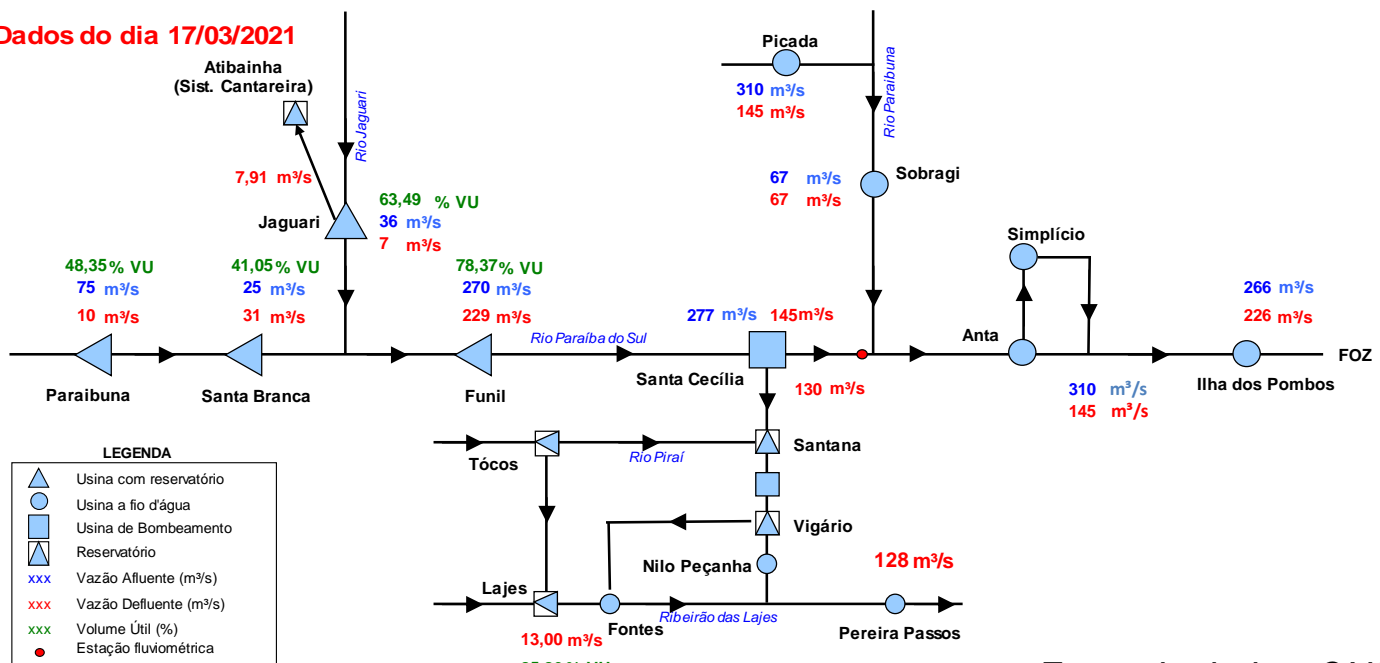 Dados do dia 17/03/2021
Atibainha
(Sist. Cantareira)
Rio Jaguari
7,91 m³/s
Jaguari
63,49 % VU
36 m³/s
7 m³/s
Picada
310 m³/s
145 m³/s
Rio Paraibuna
67 m³/s
67 m³/s
Sobragi
Simplício
48,35% VU
75 m³/s
10 m³/s
Paraibuna
41,05% VU
25 m³/s
31 m³/s
Santa Branca
78,37% VU
270 m³/s
229 m³/s
Funil
Rio Paraíba do Sul
277 m³/s 145m³/s
Santa Cecília
130 m³/s
Anta
310 m³/s
145 m³/s
266 m³/s
226 m³/s
Ilha dos Pombos
FOZ
Tócos
Rio Piraí
Santana
Vigário
Nilo Peçanha
128 m³/s
Lajes
13,00 m³/s
Fontes
Ribeirão das Lajes
Pereira Passos
LEGENDA
Usina com reservatório
Usina a fio d'água
Usina de Bombeamento
Reservatório
xxx Vazão Afluente (m³/s)
xxx Vazão Defluente (m³/s)
xxx Volume Útil (%)
Estação fluviométrica